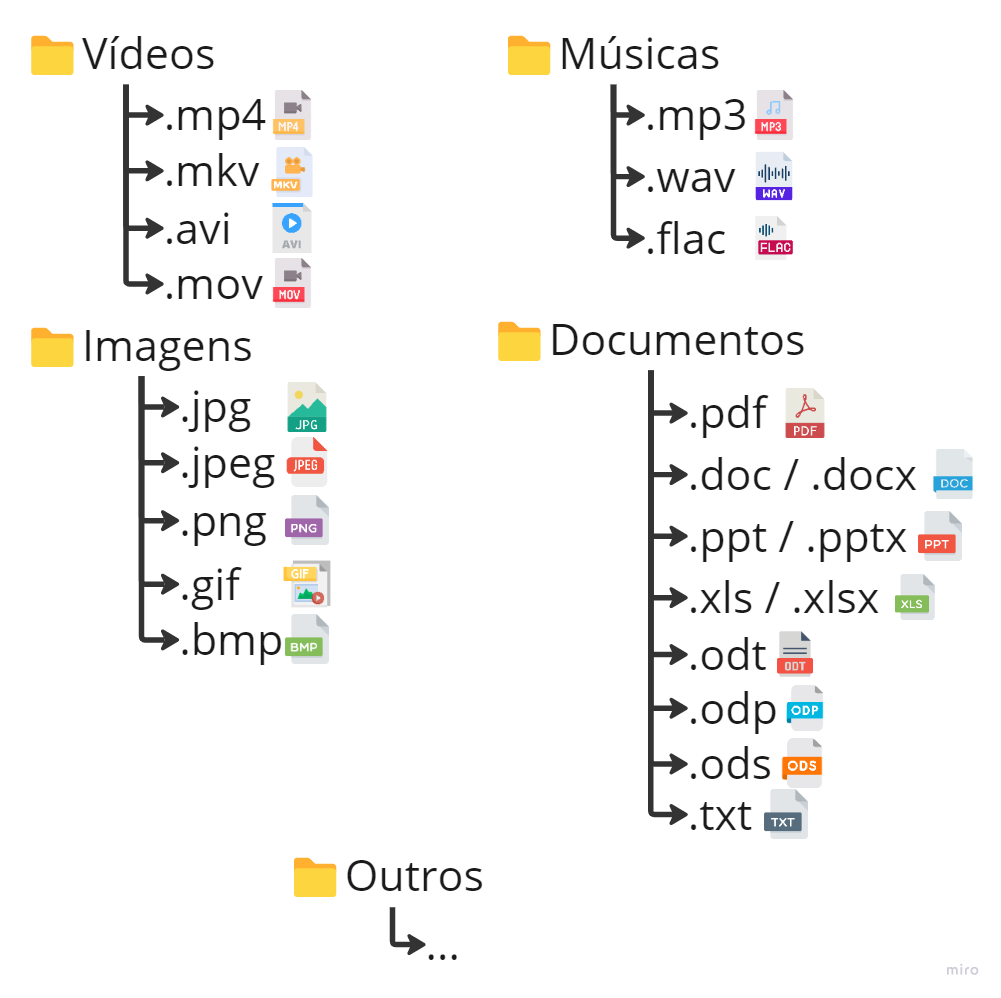 Vídeos
.mp4 MP4
.mkv MKV
.avi AVI
.mov MOV
Músicas
.mp3 MP3
.wav WAV
.flac FLAC
Imagens
.jpg JPG
.jpeg JPEG
.png PNG
.gif GIF
.bmp BMP
Documentos
.pdf PDF
.doc / .docx DOC
.ppt / .pptx PPT
.xls / .xlsx XLS
.odt ODT
.odp ODP
.ods ODS
.txt TXT
Outros
...
miro